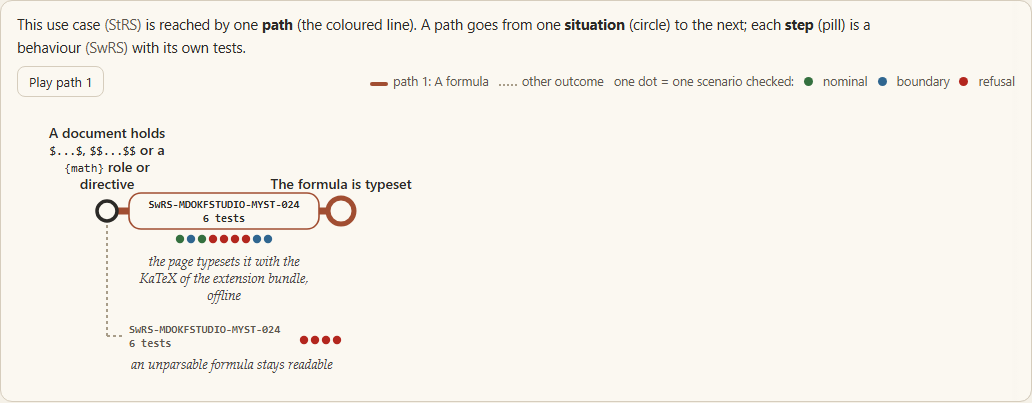 This use case (StRS) is reached by one path (the coloured line). A path goes from one situation (circle) to the next; each step (pill) is a
behaviour (SwRS) with its own tests.
Play path 1
path 1: A formula ..... other outcome one dot = one scenario checked: nominal boundary refusal
A document holds
$...$, $$...$$ or a
{math} role or
directive
The formula is typeset
SwRS-MDOKFSTUDIO-MYST-024
6 tests
the page typesets it with the
KaTeX of the extension bundle,
offline
SwRS-MDOKFSTUDIO-MYST-024
6 tests
an unparsable formula stays readable